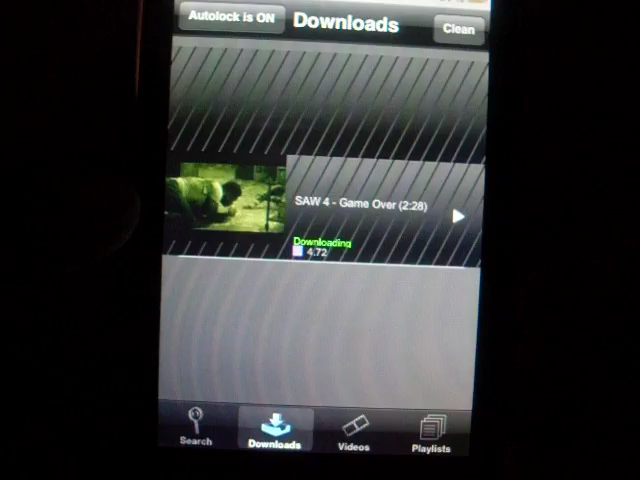 Autolock is ON
Downloads
Clean
SAW 4 - Game Over (2:28)
Downloading
4.72
Search
Downloads
Videos
Playlists